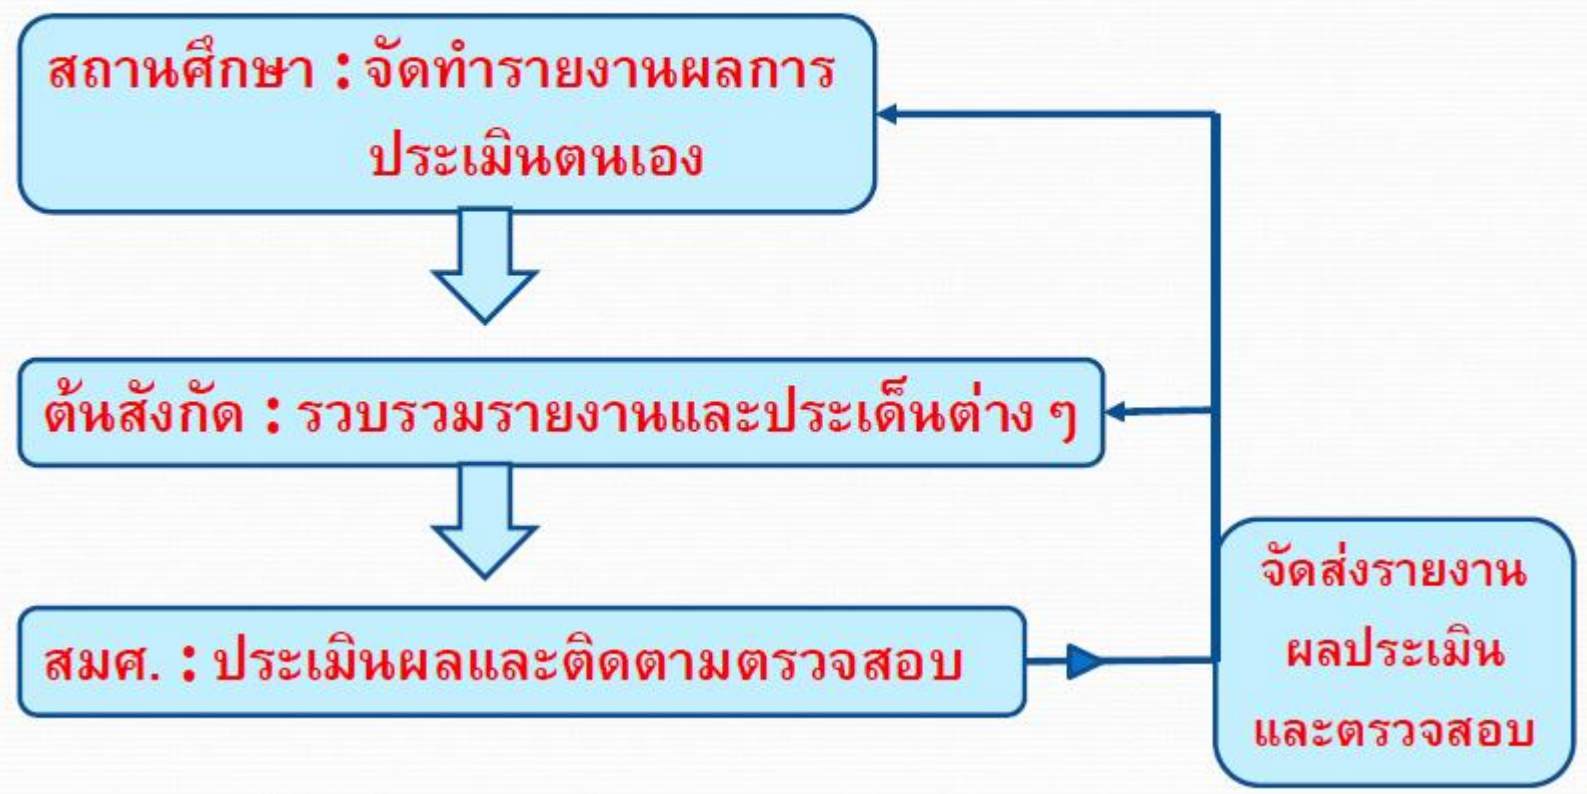 สถานศึกษา : จัดทำรายงานผลการ
ประเมินตนเอง
ต้นสังกัด : รวบรวมรายงานและประเด็นต่าง ๆ
สมศ. : ประเมินผลและติดตามตรวจสอบ
จัดส่งรายงาน
ผลประเมิน
และตรวจสอบ